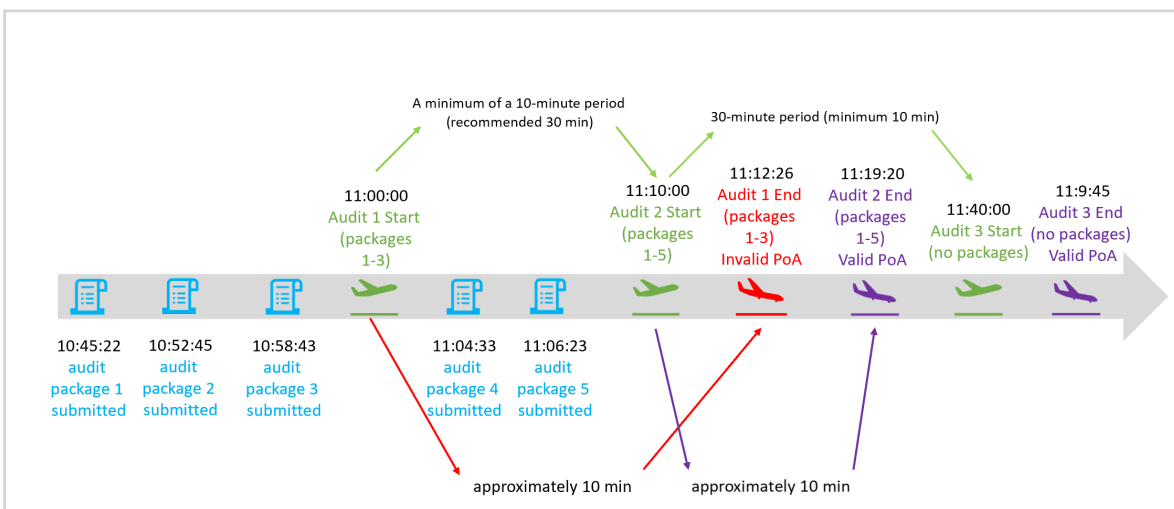 A minimum of a 10-minute period
(recommended 30 min)
30-minute period (minimum 10 min)
11:00:00
Audit 1 Start
(packages
1-3)
11:10:00
Audit 2 Start
(packages
1-5)
11:12:26
Audit 1 End
(packages
1-3)
Invalid PoA
11:19:20
Audit 2 End
(packages
1-5)
Valid PoA
11:40:00
Audit 3 Start
(no packages)
11:9:45
Audit 3 End
(no packages)
Valid PoA
10:45:22
audit
package 1
submitted
10:52:45
audit
package 2
submitted
10:58:43
audit
package 3
submitted
11:04:33
audit
package 4
submitted
11:06:23
audit
package 5
submitted
approximately 10 min
approximately 10 min